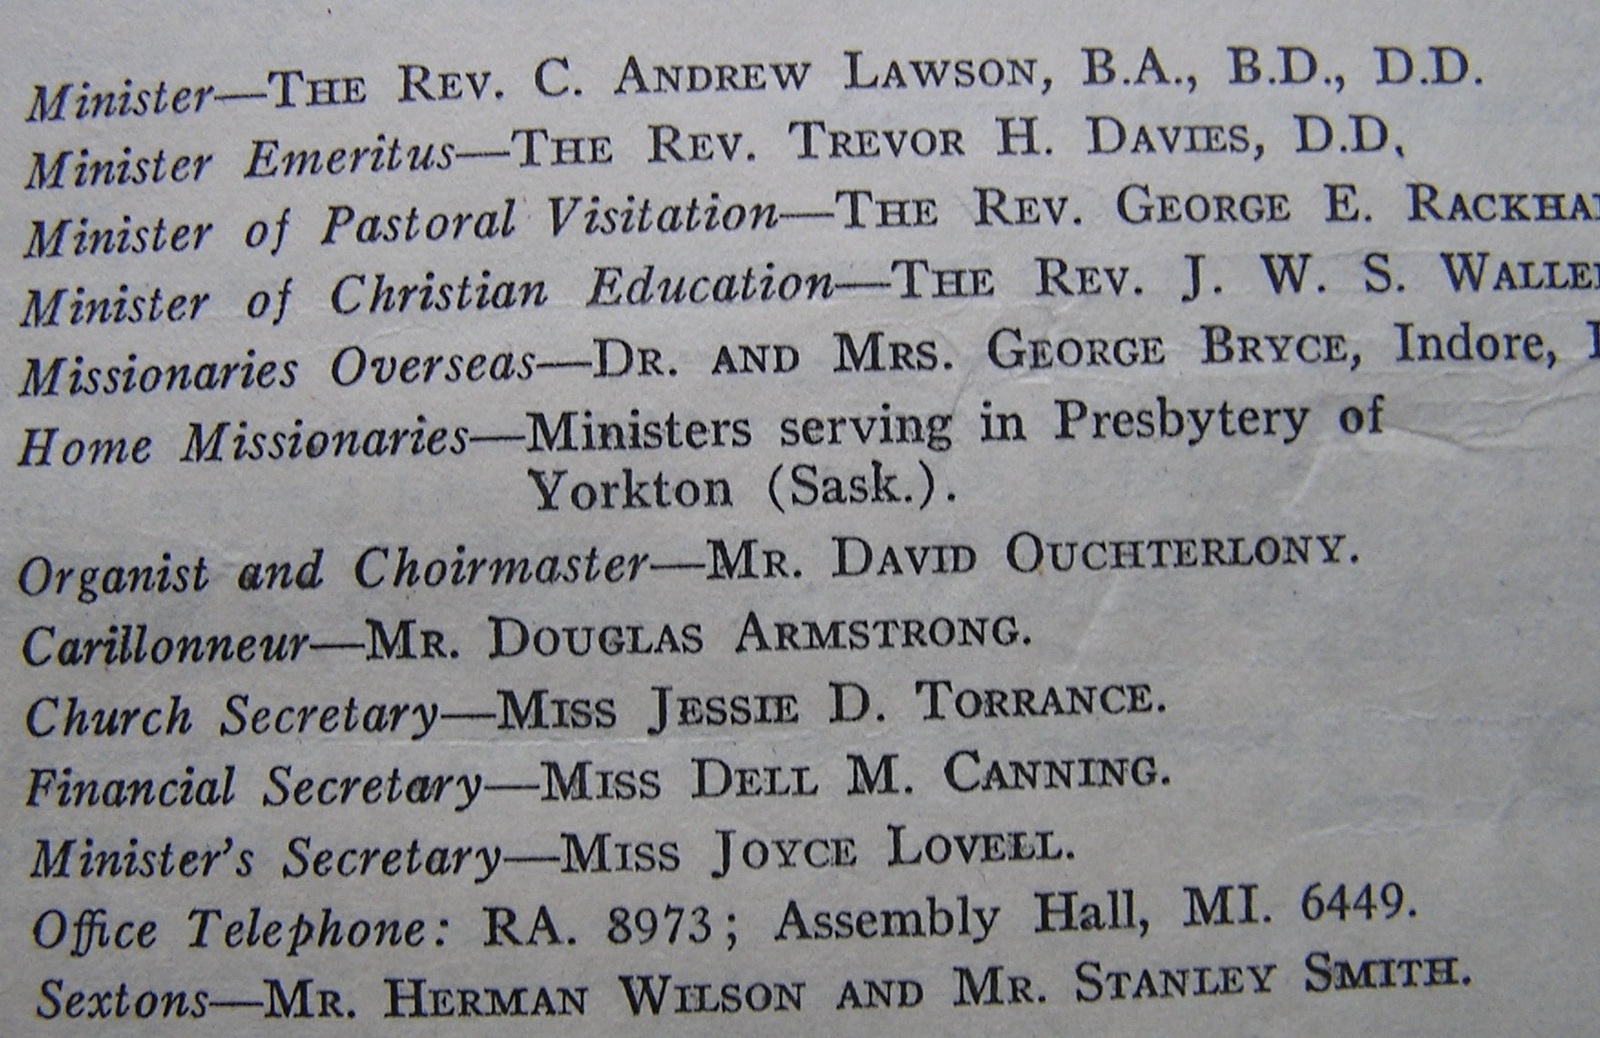 Minister—THE REV. C. ANDREW LAWSON, B.A., B.D., D.D.
Minister Emeritus—THE REV. TREVOR H. DAVIES, D.D.
Minister of Pastoral Visitation—THE REV. GEORGE E.
Minister of Christian Education—THE REV. J. W. S.
Missionaries Overseas—DR. AND MRS. GEORGE BRYCE, Indore,
Home Missionaries—Ministers serving in Presbytery of
Yorkton (Sask.).
Organist and Choirmaster—MR. DAVID OUCHTERLONY.
Carillonneur—MR. DOUGLAS ARMSTRONG.
Church Secretary—MISS JESSIE D. TORRANCE.
Financial Secretary—MISS DELL M. CANNING.
Minister's Secretary—MISS JOYCE LOVELL.
Office Telephone: RA. 8973; Assembly Hall, MI. 6449.
Sextons—MR. HERMAN WILSON AND MR. STANLEY SMITH.